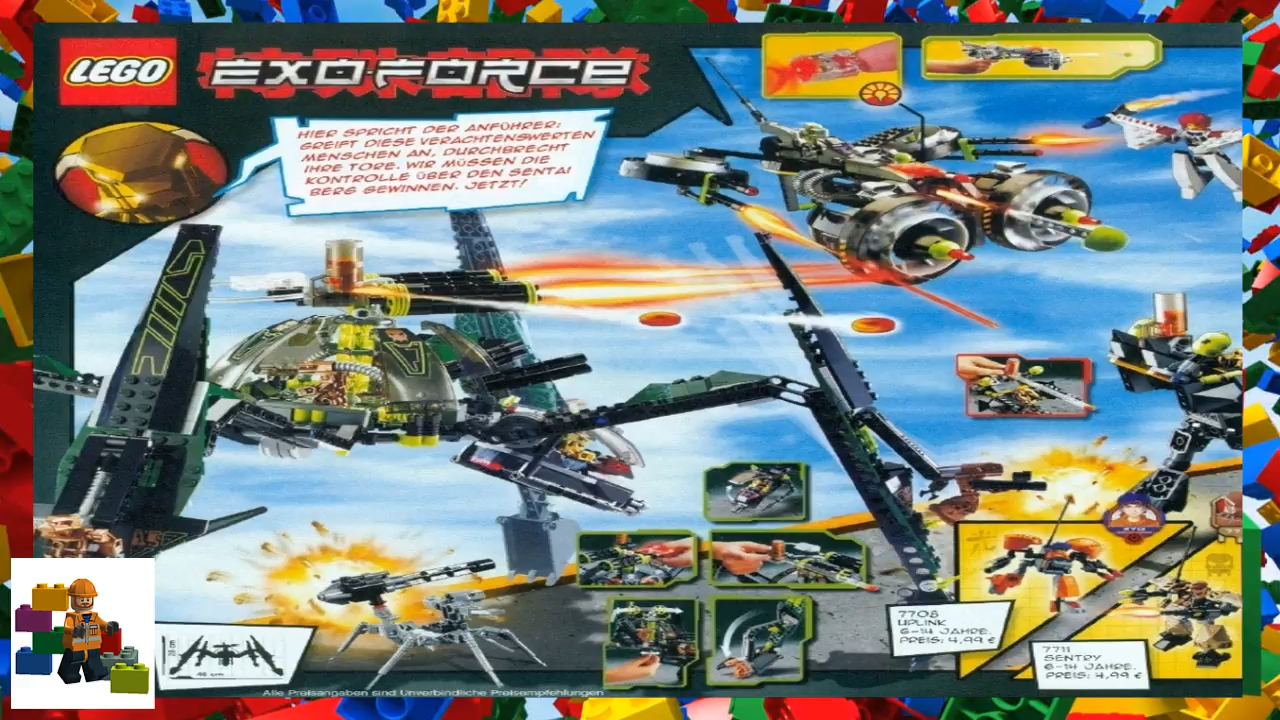 LEGO
EXO-FORCE
HIER SPRICHT DER ANFÜHRER:
GREIFT DIESE VERACHTENSWERTEN
MENSCHEN AN, DURCHBRECHT
IHRE TORE. WIR MÜSSEN DIE
KONTROLLE ÜBER DEN SENTAI
BERG GEWINNEN. JETZT!
46 cm
7708
UPLINK
6-14 JAHRE.
PREIS: 4,99 €
7711
SENTRY
6-14 JAHRE.
PREIS: 4,99 €
Alle Preisangaben sind Unverbindliche Preisempfehlungen